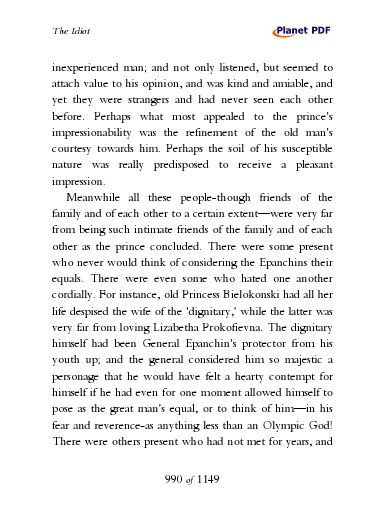 The Idiot
Planet PDF
inexperienced man; and not only listened, but seemed to
attach value to his opinion, and was kind and amiable, and
yet they were strangers and had never seen each other
before. Perhaps what most appealed to the prince's
impressionability was the refinement of the old man's
courtesy towards him. Perhaps the soil of his susceptible
nature was really predisposed to receive a pleasant
impression.
Meanwhile all these people-though friends of the
family and of each other to a certain extent—were very far
from being such intimate friends of the family and of each
other as the prince concluded. There were some present
who never would think of considering the Epanchins their
equals. There were even some who hated one another
cordially. For instance, old Princess Bielokonski had all her
life despised the wife of the 'dignitary,' while the latter was
very far from loving Lizabetha Prokofievna. The dignitary
himself had been General Epanchin's protector from his
youth up; and the general considered him so majestic a
personage that he would have felt a hearty contempt for
himself if he had even for one moment allowed himself to
pose as the great man's equal, or to think of him—in his
fear and reverence-as anything less than an Olympic God!
There were others present who had not met for years, and
990 of 1149